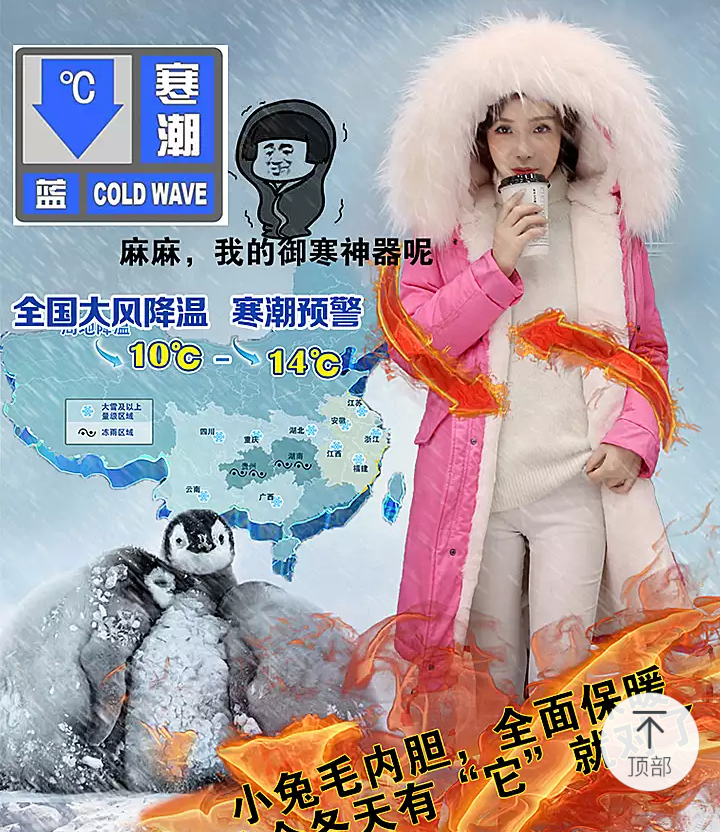 ℃
寒潮
蓝
COLD WAVE
麻麻，我的御寒神器呢
全国大风降温 寒潮预警
10℃ - 14℃
大雪及以上
量级区域
冻雨区域
江苏
安徽
四川
重庆
湖北
浙江
江西
湖南
贵州
福建
云南
广西
小兔毛内胆，全面保暖
个冬天有“它”就对了
顶部